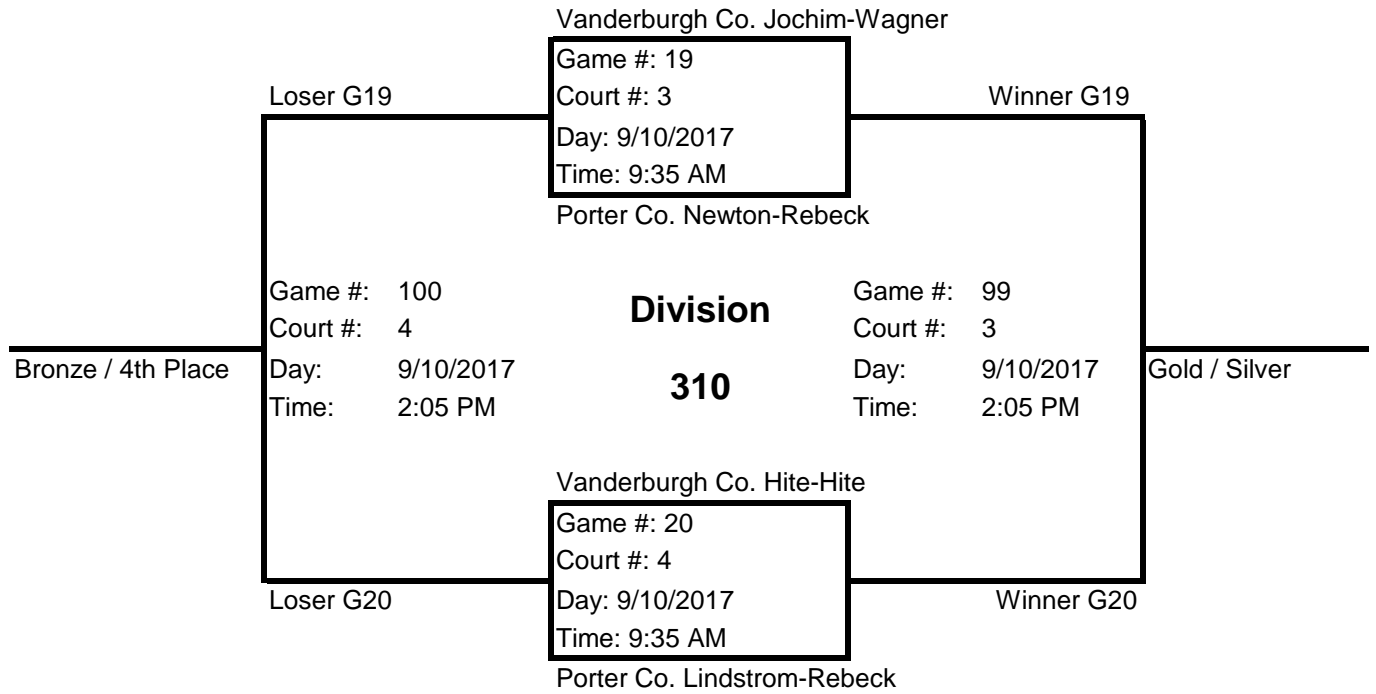 Vanderburgh Co. Jochim-Wagner
Game #: 19
Loser G19
Court #: 3
Winner G19
Day: 9/10/2017
Time: 9:35 AM
Porter Co. Newton-Rebeck
Game #: 100
Court #: 4
Bronze / 4th Place
Day: 9/10/2017
Time: 2:05 PM
Division
310
Game #: 99
Court #: 3
Day: 9/10/2017
Time: 2:05 PM
Gold / Silver
Vanderburgh Co. Hite-Hite
Game #: 20
Court #: 4
Loser G20
Day: 9/10/2017
Winner G20
Time: 9:35 AM
Porter Co. Lindstrom-Rebeck